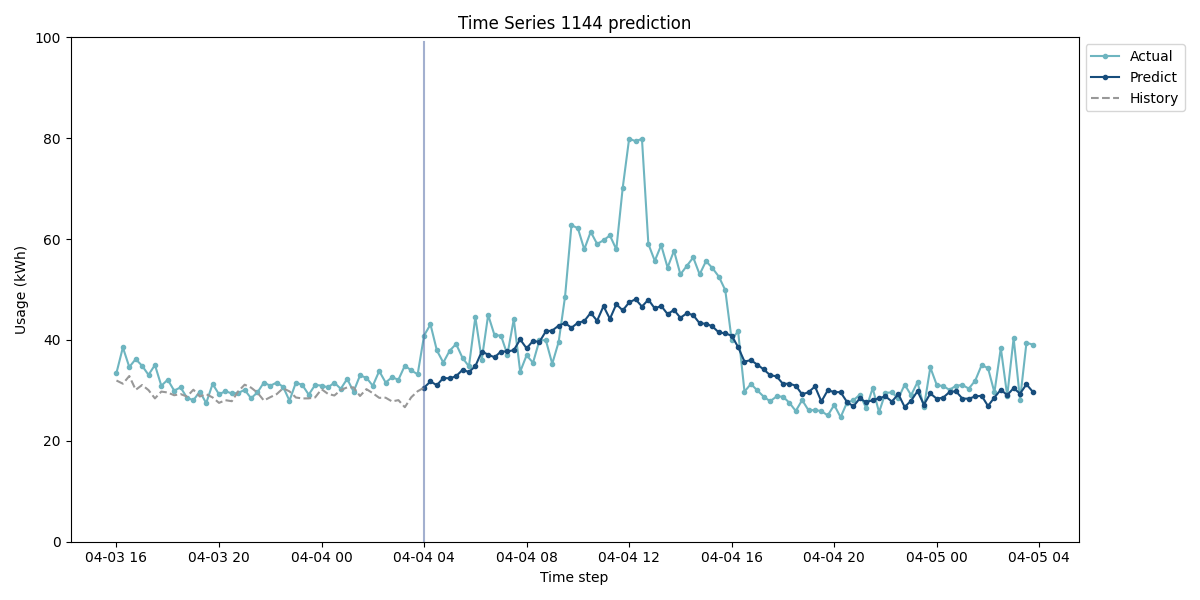 Time Series 1144 prediction
Usage (kWh)
100
80
60
40
20
0
04-03 16
04-03 20
04-04 00
04-04 04
04-04 08
04-04 12
04-04 16
04-04 20
04-05 00
04-05 04
Time step
Actual
Predict
History